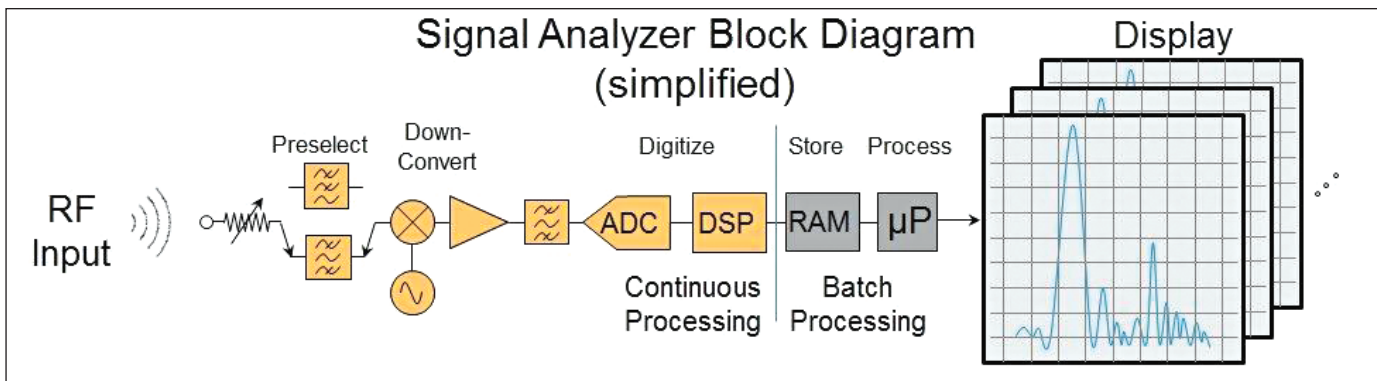 Signal Analyzer Block Diagram
(simplified)
Display
Preselect
Down-
Convert
Digitize
Store
Process
RF
Input
ADC
DSP
RAM
µP
Continuous
Processing
Batch
Processing